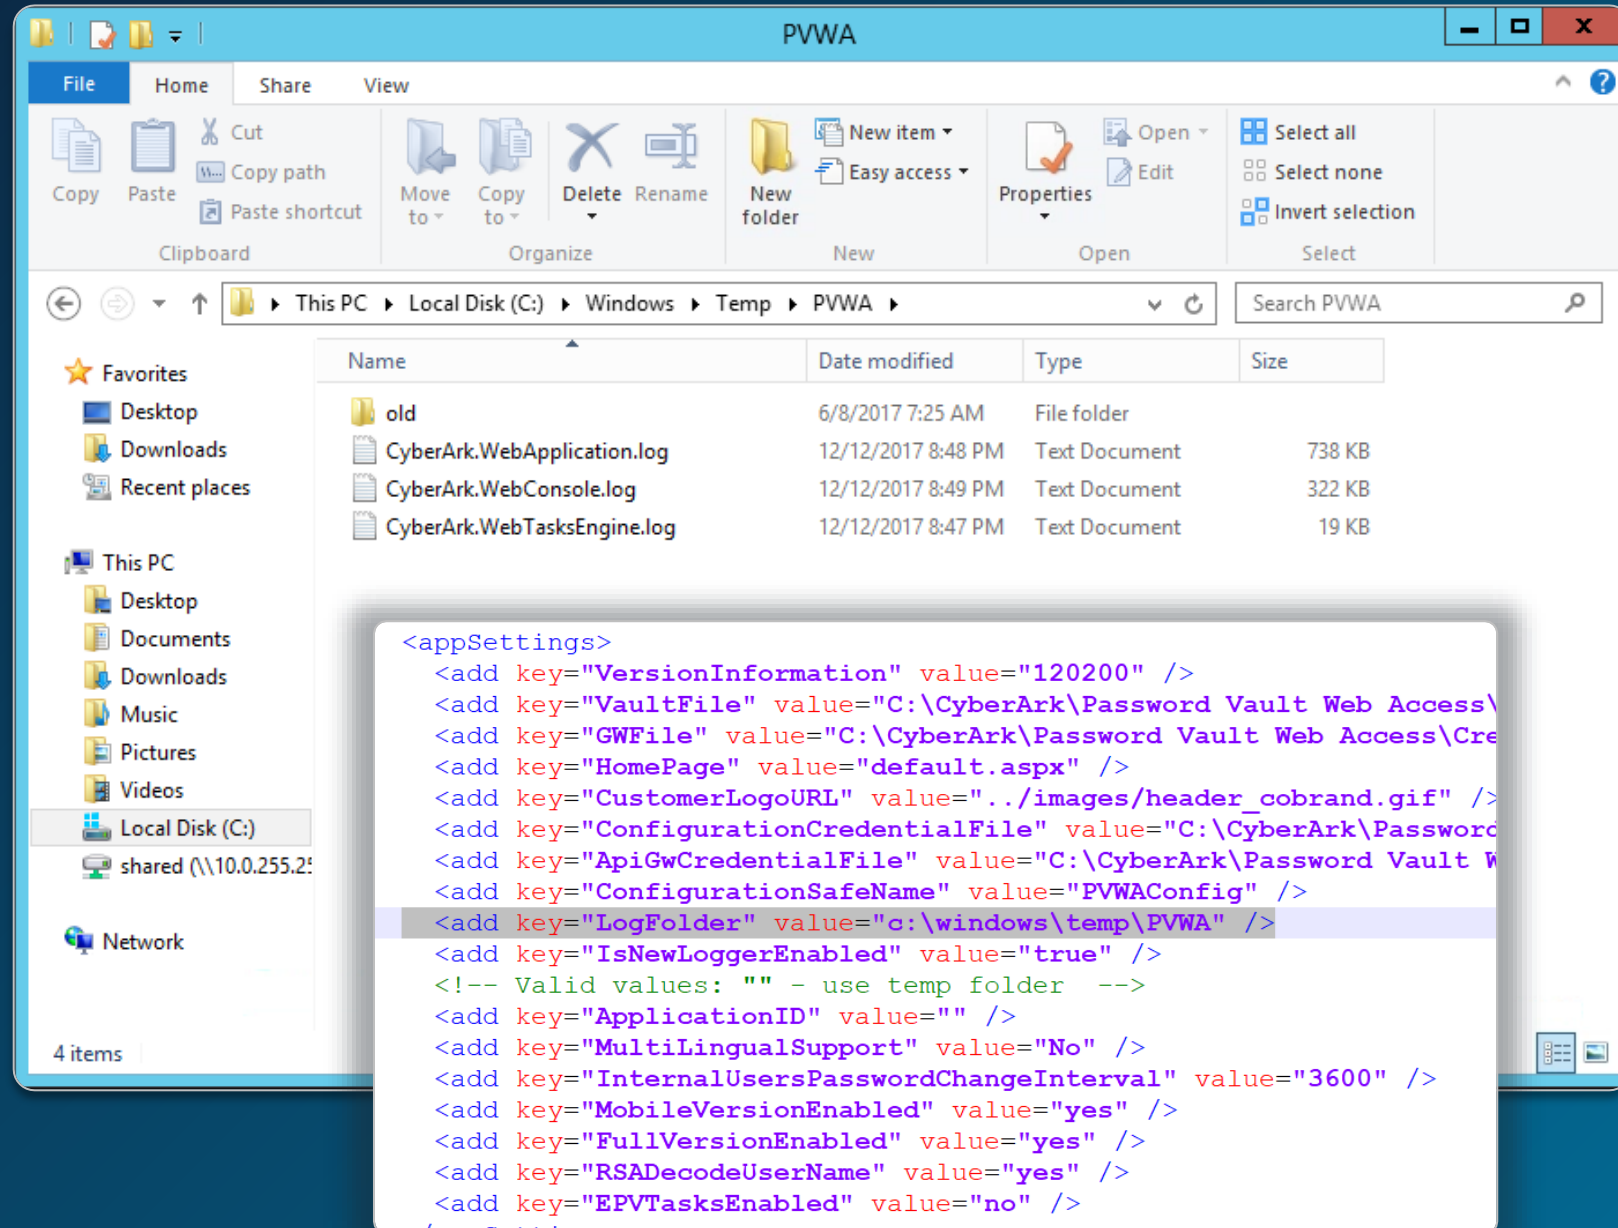 PVWA
File Home Share View
Cut
Copy path
Paste shortcut
Copy Paste
Clipboard
Move to
Copy to
Delete Rename
Organize
New folder
New item
Easy access
New
Properties
Open
Edit
Open
Select all
Select none
Invert selection
Select
This PC Local Disk (C:) Windows Temp PVWA
Search PVWA
Name Date modified Type Size
old 6/8/2017 7:25 AM File folder
CyberArk.WebApplication.log 12/12/2017 8:48 PM Text Document 738 KB
CyberArk.WebConsole.log 12/12/2017 8:49 PM Text Document 322 KB
CyberArk.WebTasksEngine.log 12/12/2017 8:47 PM Text Document 19 KB
Favorites
Desktop
Downloads
Recent places
This PC
Desktop
Documents
Downloads
Music
Pictures
Videos
Local Disk (C:)
shared (\\10.0.255.25
Network
4 items
<appSettings>
<add key="VersionInformation" value="120200" />
<add key="VaultFile" value="C:\CyberArk\Password Vault Web Access\
<add key="GWFile" value="C:\CyberArk\Password Vault Web Access\Cre
<add key="HomePage" value="default.aspx" />
<add key="CustomerLogoURL" value="../images/header_cobrand.gif" />
<add key="ConfigurationCredentialFile" value="C:\CyberArk\Password
<add key="ApiGwCredentialFile" value="C:\CyberArk\Password Vault W
<add key="ConfigurationSafeName" value="PVWAConfig" />
<add key="LogFolder" value="c:\windows\temp\PVWA" />
<add key="IsNewLoggerEnabled" value="true" />
<!-- Valid values: "" - use temp folder -->
<add key="ApplicationID" value="" />
<add key="MultiLingualSupport" value="No" />
<add key="InternalUsersPasswordChangeInterval" value="3600" />
<add key="MobileVersionEnabled" value="yes" />
<add key="FullVersionEnabled" value="yes" />
<add key="RSADecodeUserName" value="yes" />
<add key="EPVTasksEnabled" value="no" />